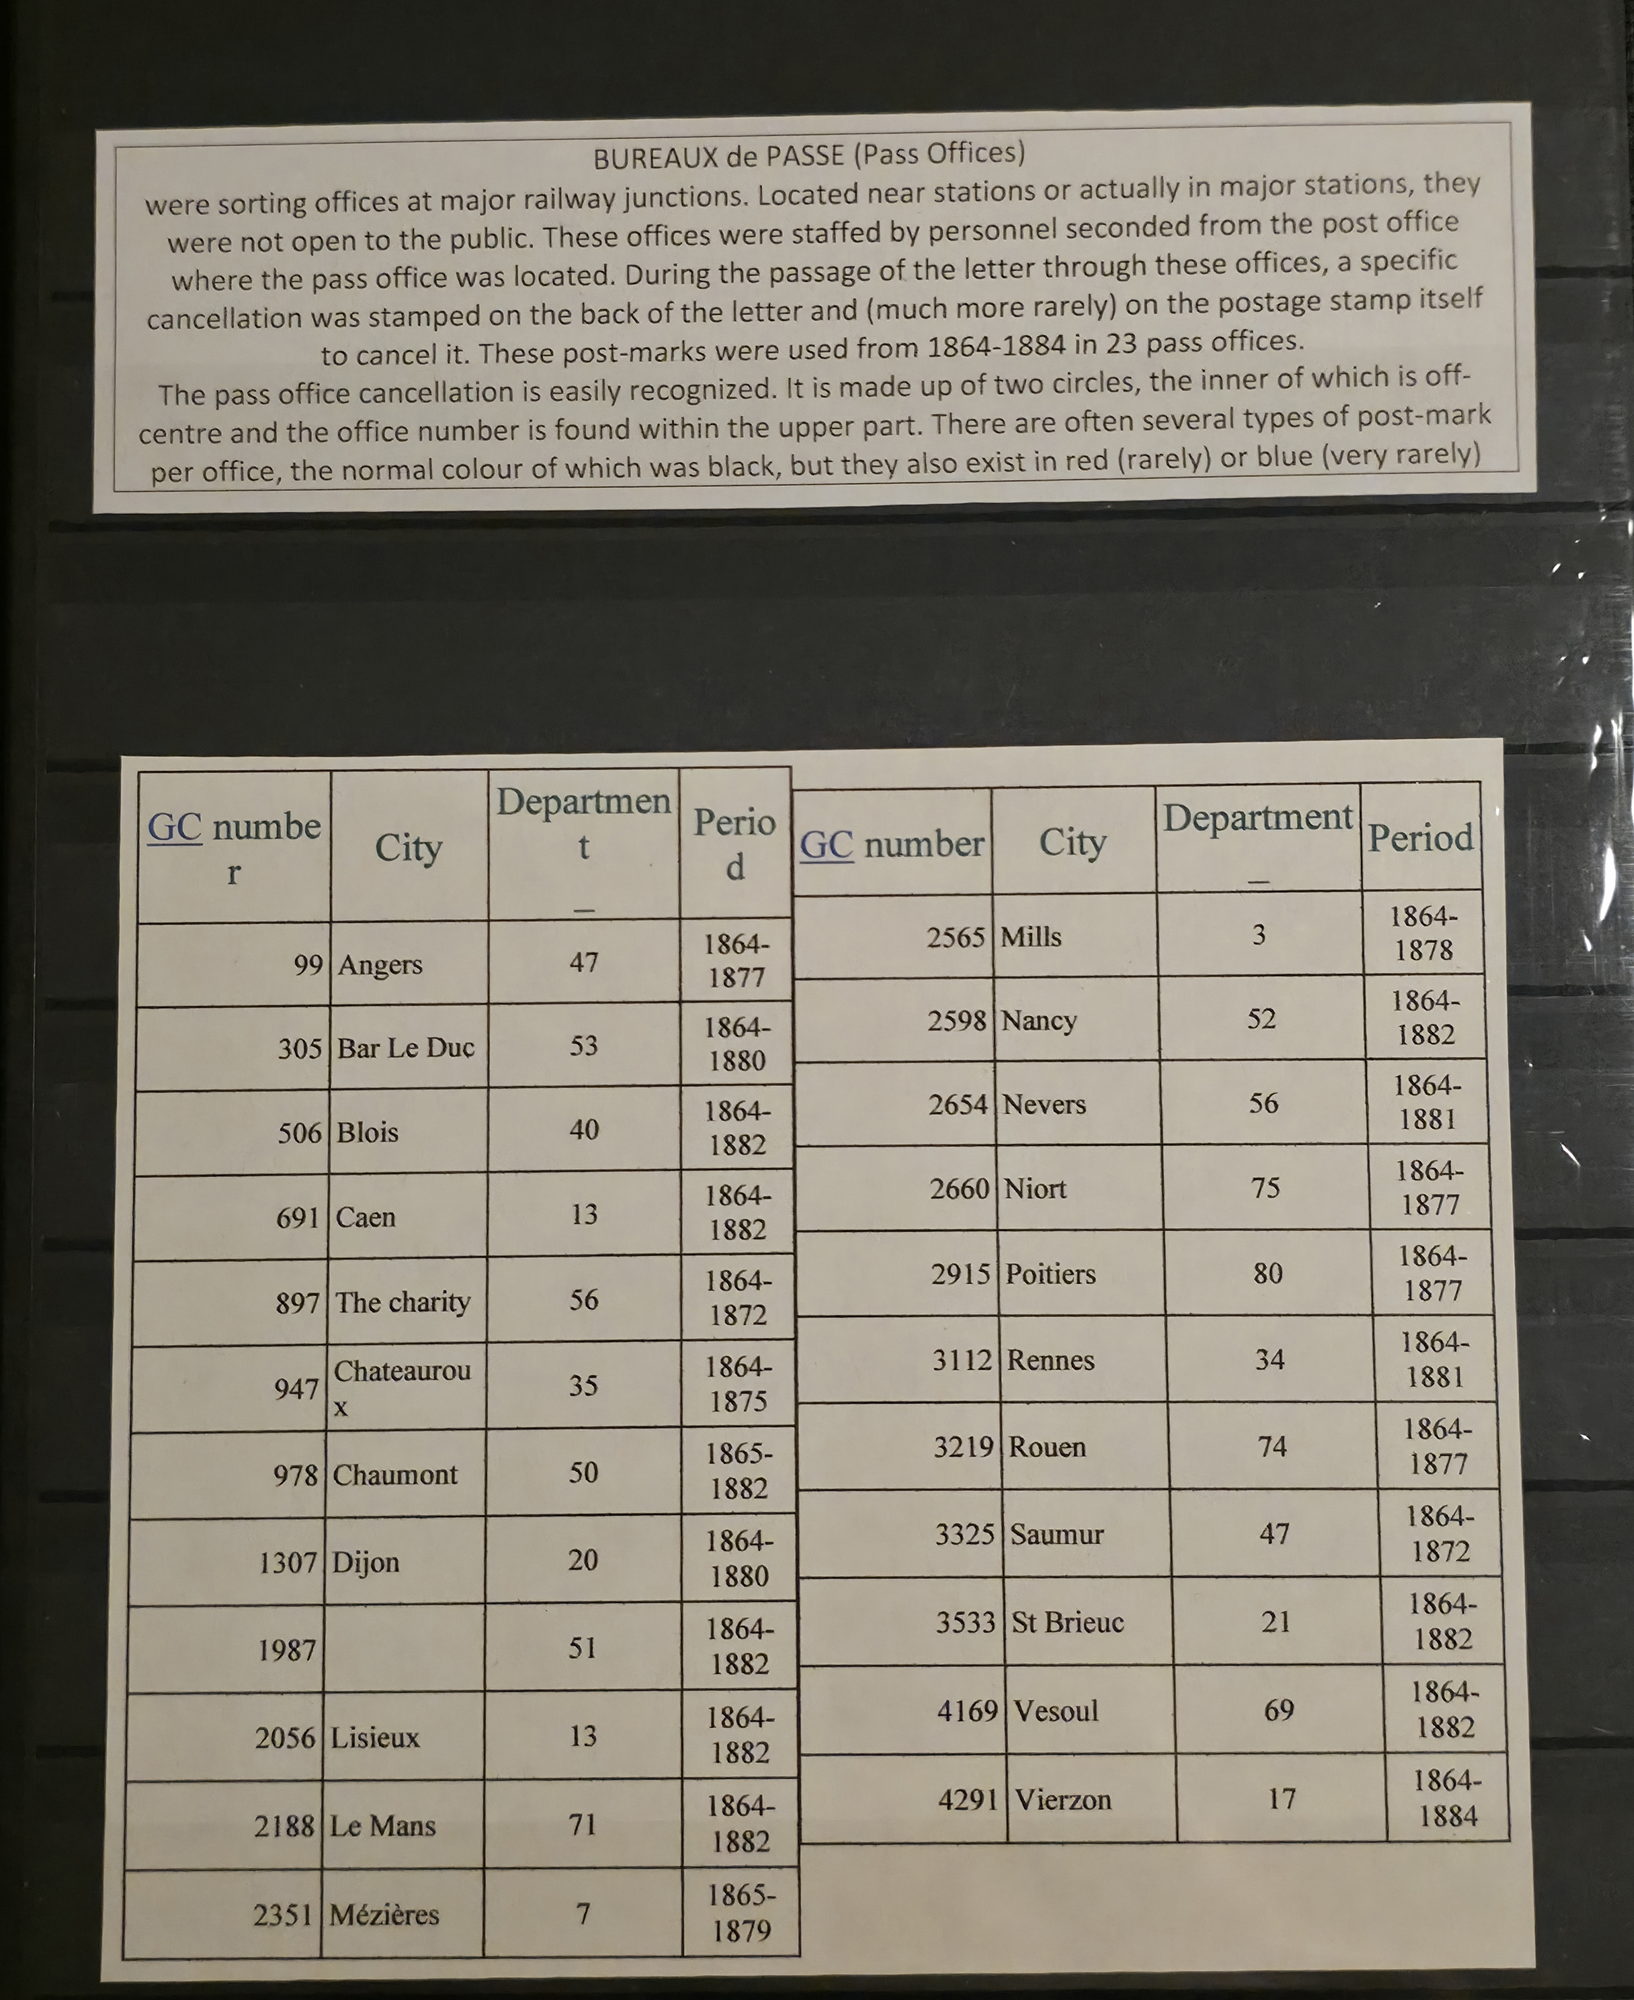 BUREAUX de PASSE (Pass Offices)
were sorting offices at major railway junctions. Located near stations or actually in major stations, they
were not open to the public. These offices were staffed by personnel seconded from the post office
where the pass office was located. During the passage of the letter through these offices, a specific
cancellation was stamped on the back of the letter and (much more rarely) on the postage stamp itself
to cancel it. These post-marks were used from 1864-1884 in 23 pass offices.
The pass office cancellation is easily recognized. It is made up of two circles, the inner of which is off-
centre and the office number is found within the upper part. There are often several types of post-mark
per office, the normal colour of which was black, but they also exist in red (rarely) or blue (very rarely)
GC numbe
r
City
Departmen
t
_
Perio
d
99 Angers 47 1864-
1877
305 Bar Le Duc 53 1864-
1880
506 Blois 40 1864-
1882
691 Caen 13 1864-
1882
897 The charity 56 1864-
1872
947 Chateaurou
x 35 1864-
1875
978 Chaumont 50 1865-
1882
1307 Dijon 20 1864-
1880
1987 51 1864-
1882
2056 Lisieux 13 1864-
1882
2188 Le Mans 71 1864-
1882
2351 Mézières 7 1865-
1879
GC number City Department
_
Period
2565 Mills 3 1864-
1878
2598 Nancy 52 1864-
1882
2654 Nevers 56 1864-
1881
2660 Niort 75 1864-
1877
2915 Poitiers 80 1864-
1877
3112 Rennes 34 1864-
1881
3219 Rouen 74 1864-
1877
3325 Saumur 47 1864-
1872
3533 St Brieuc 21 1864-
1882
4169 Vesoul 69 1864-
1882
4291 Vierzon 17 1864-
1884